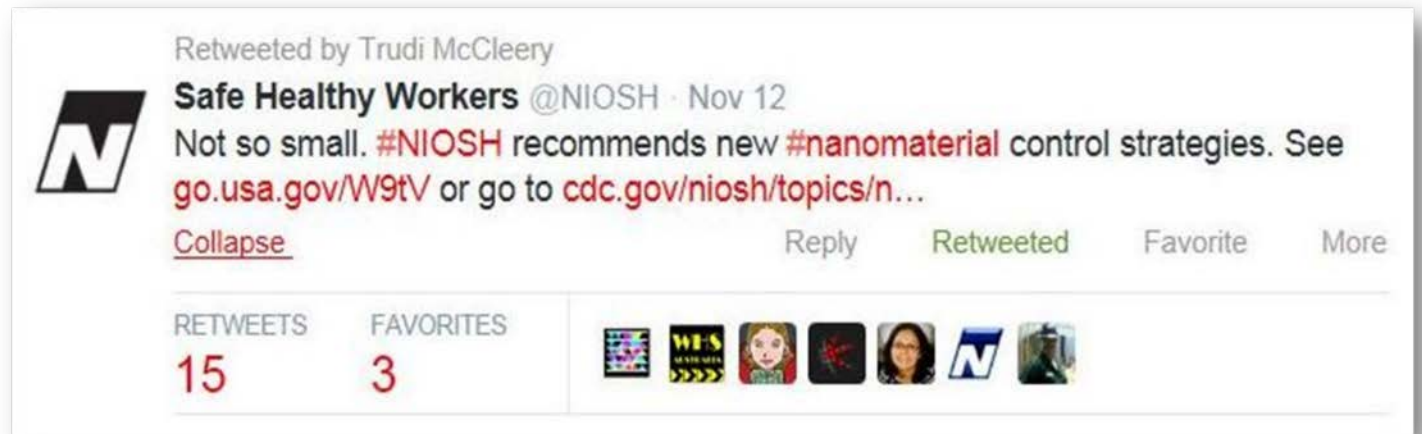 Retweeted by Trudi McCleery
N
Safe Healthy Workers @NIOSH · Nov 12
Not so small. #NIOSH recommends new #nanomaterial control strategies. See
go.usa.gov/W9tV or go to cdc.gov/niosh/topics/n...
Collapse Reply Retweeted Favorite More
RETWEETS FAVORITES
15 3
WHS
AUSTRALIA
N